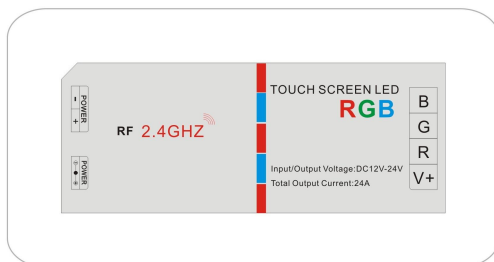 - + POWER
POWER
RF 2.4GHZ
TOUCH SCREEN LED
RGB
Input/Output Voltage:DC12V-24V
Total Output Current:24A
B
G
R
V+